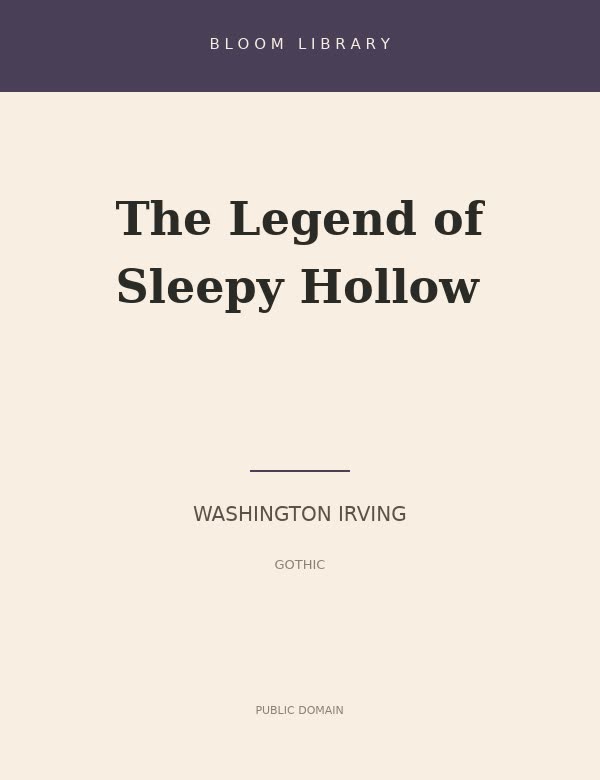 BLOOM LIBRARY
The Legend of
Sleepy Hollow
WASHINGTON IRVING
GOTHIC
PUBLIC DOMAIN